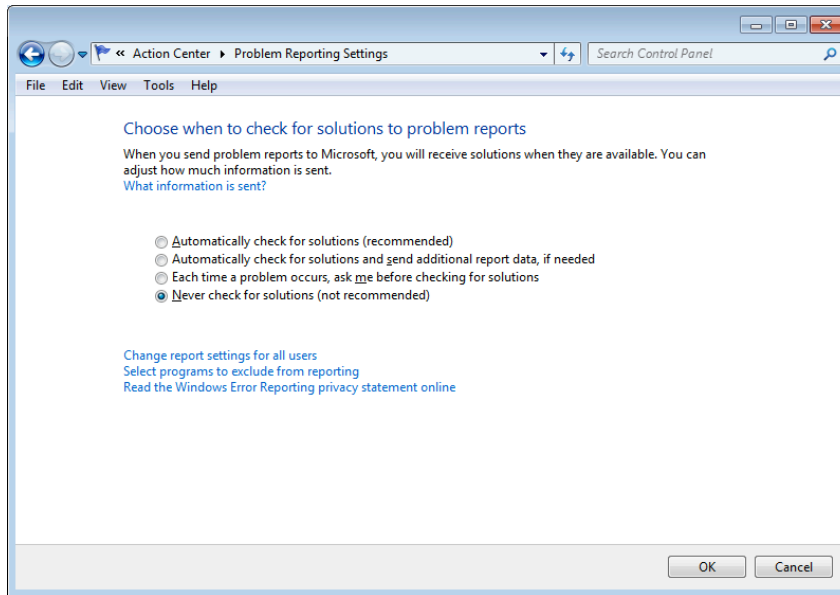 « Action Center ▸ Problem Reporting Settings
Search Control Panel
File Edit View Tools Help
Choose when to check for solutions to problem reports
When you send problem reports to Microsoft, you will receive solutions when they are available. You can
adjust how much information is sent.
What information is sent?
Automatically check for solutions (recommended)
Automatically check for solutions and send additional report data, if needed
Each time a problem occurs, ask me before checking for solutions
Never check for solutions (not recommended)
Change report settings for all users
Select programs to exclude from reporting
Read the Windows Error Reporting privacy statement online
OK Cancel